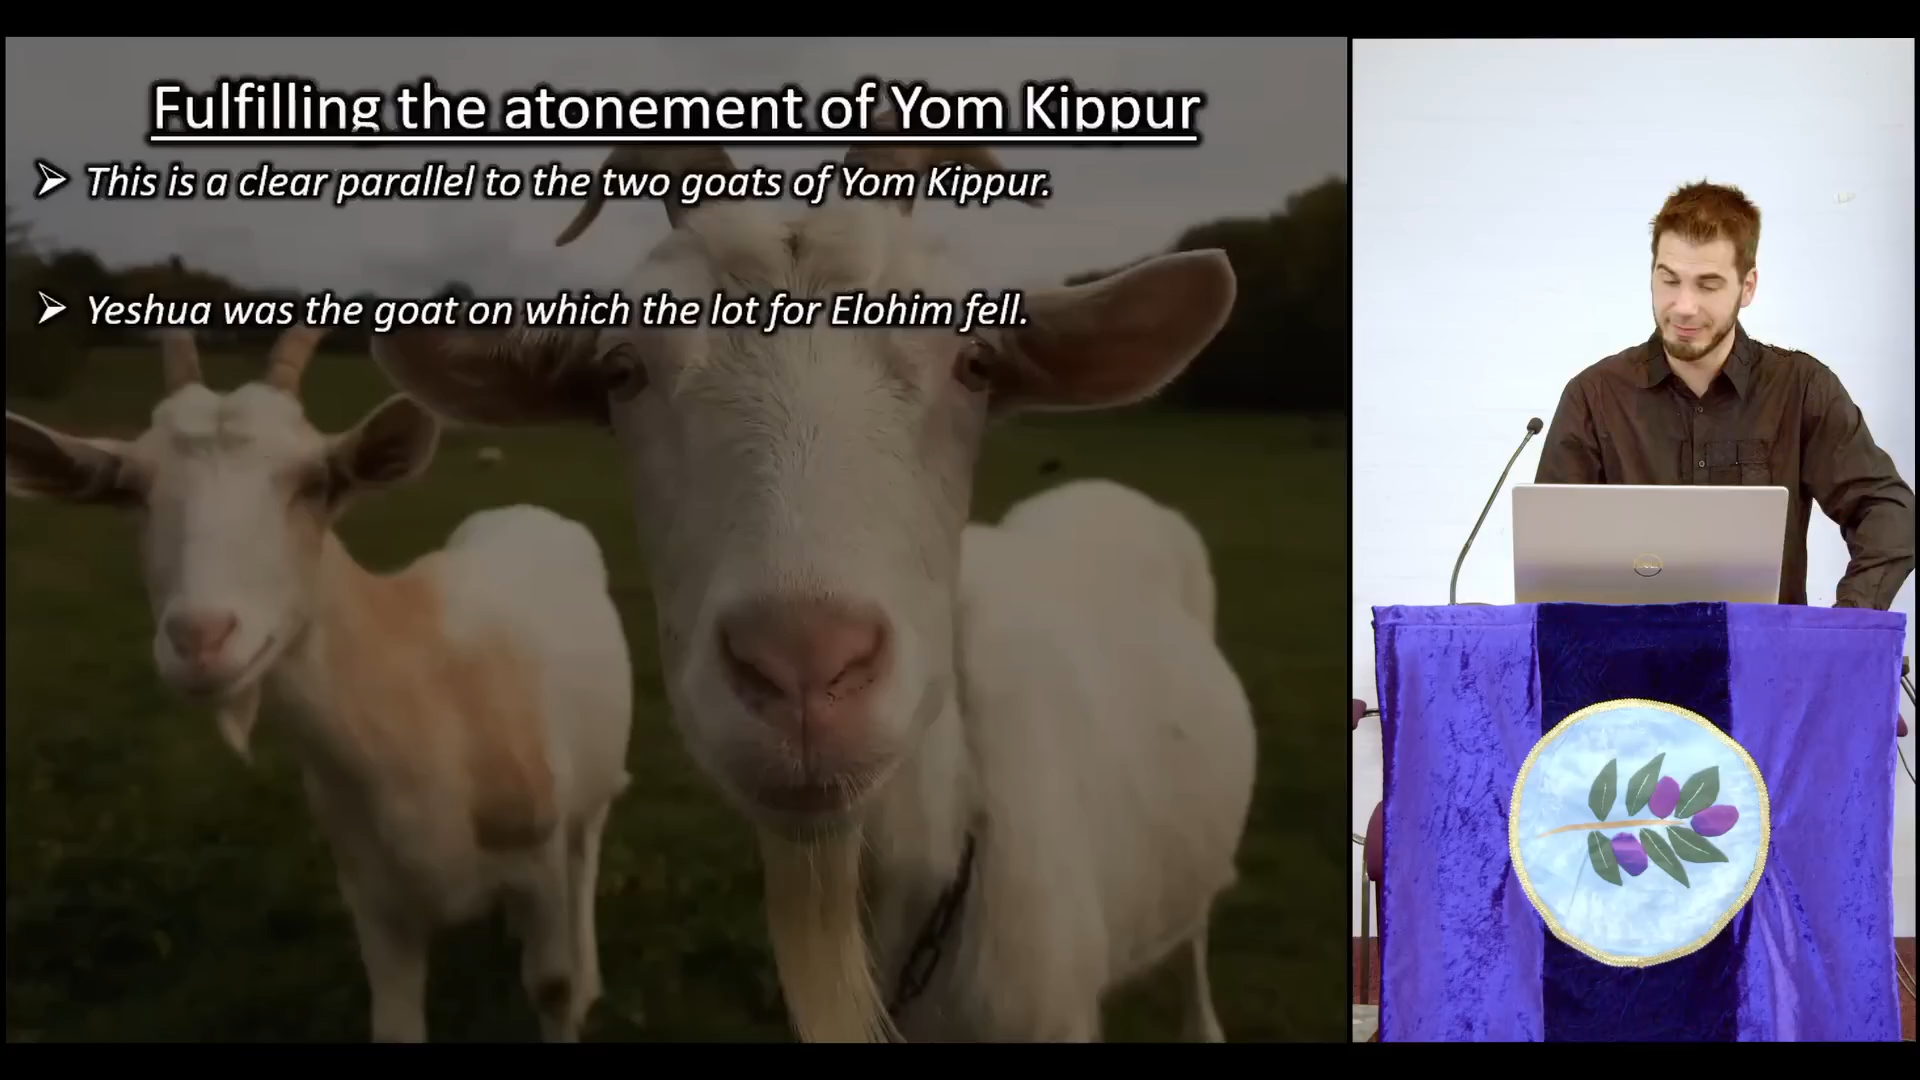 Fulfilling the atonement of Yom Kippur
➢ This is a clear parallel to the two goats of Yom Kippur.
➢ Yeshua was the goat on which the lot for Elohim fell.
DELL